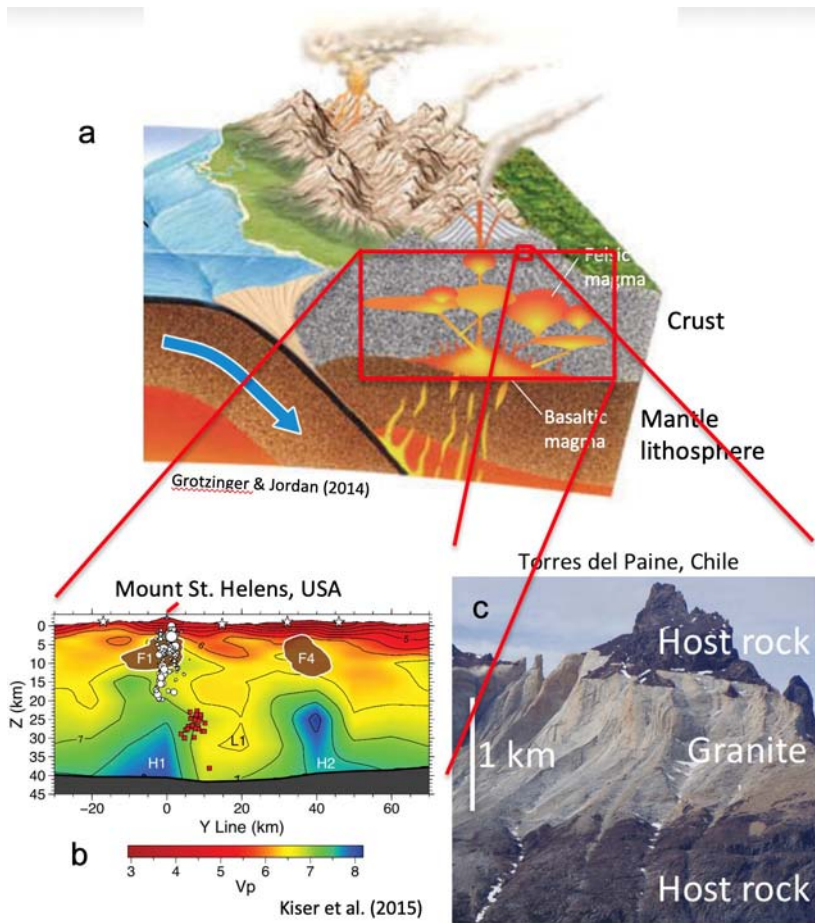 a
Felsic
magma
Crust
Basaltic
magma
Mantle
lithosphere
Grotzinger & Jordan (2014)
Mount St. Helens, USA
0
5
10
15
20
25
30
35
40
45
Z (km)
F1
F4
6
7
L1
H1
H2
−20
0
20
40
60
Y Line (km)
b
3
4
5
6
7
8
Vp
Kiser et al. (2015)
Torres del Paine, Chile
c
Host rock
1 km
Granite
Host rock